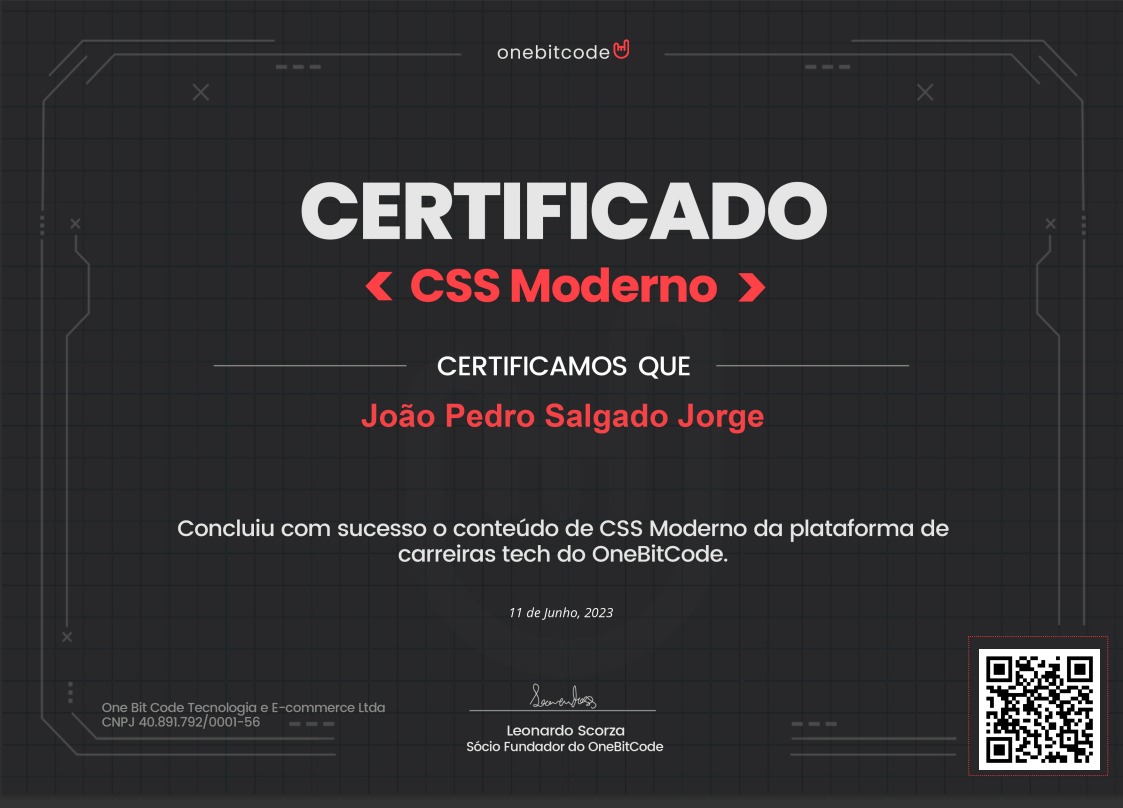 onebitcode
CERTIFICADO
CSS Moderno
CERTIFICAMOS QUE
João Pedro Salgado Jorge
Concluiu com sucesso o conteúdo de CSS Moderno da plataforma de
carreiras tech do OneBitCode.
11 de Junho, 2023
One Bit Code Tecnologia e E-commerce Ltda
CNPJ 40.891.792/0001-56
Leonardo Scorza
Sócio Fundador do OneBitCode